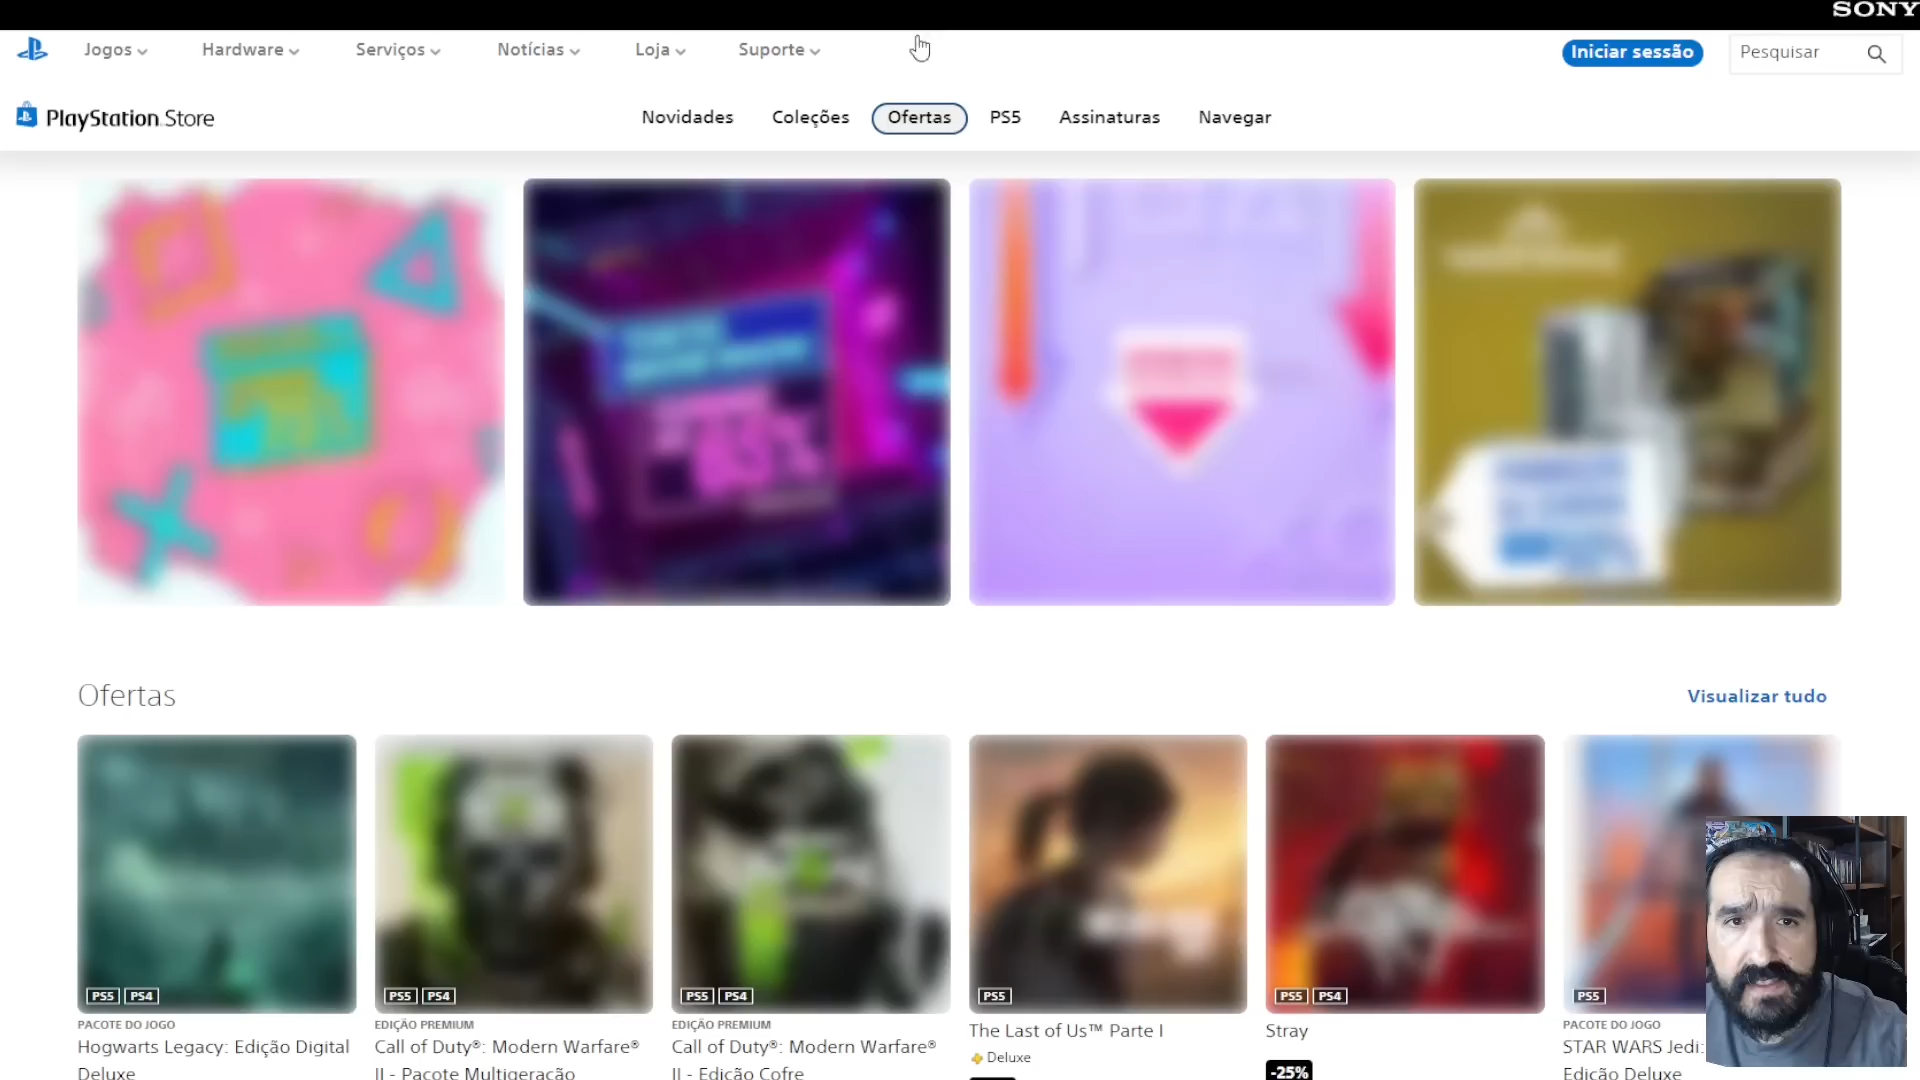 SONY
Jogos Hardware Serviços Notícias Loja Suporte Iniciar sessão Pesquisar
PlayStation Store Novidades Coleções Ofertas PS5 Assinaturas Navegar
Ofertas Visualizar tudo
PS5 PS4 PS5 PS4 PS5 PS4 PS5 PS5 PS4 PS5
PACOTE DO JOGO
Hogwarts Legacy: Edição Digital
Deluxe
EDIÇÃO PREMIUM
Call of Duty®: Modern Warfare®
II - Pacote Multigeração
EDIÇÃO PREMIUM
Call of Duty®: Modern Warfare®
II - Edição Cofre
The Last of Us™ Parte I
Deluxe
Stray
-25%
PACOTE DO JOGO
STAR WARS Jedi:
Edição Deluxe